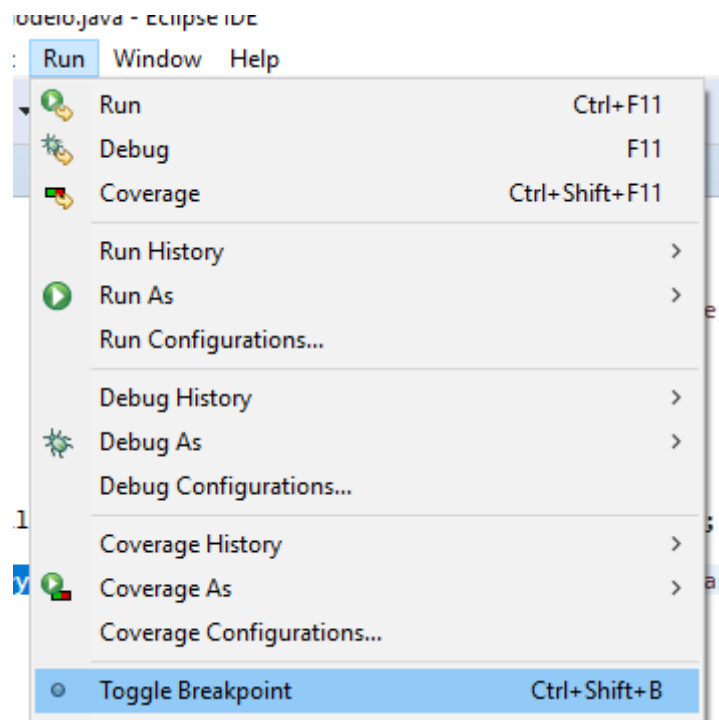 odelo.java - Eclipse IDE
Run Window Help
Run Ctrl+F11
Debug F11
Coverage Ctrl+Shift+F11
Run History
Run As
Run Configurations...
Debug History
Debug As
Debug Configurations...
Coverage History
Coverage As
Coverage Configurations...
Toggle Breakpoint Ctrl+Shift+B